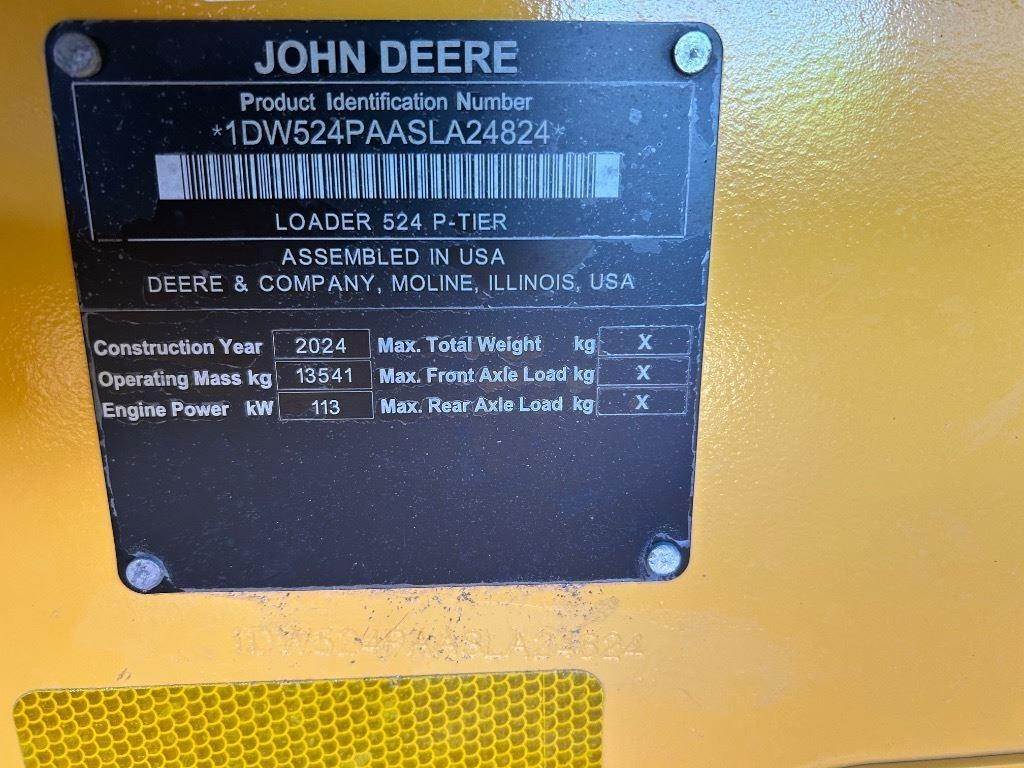 JOHN DEERE
Product Identification Number
*1DW524PAASLA24824*
LOADER 524 P-TIER
ASSEMBLED IN USA
DEERE & COMPANY, MOLINE, ILLINOIS, USA
Construction Year 2024 Max. Total Weight kg X
Operating Mass kg 13541 Max. Front Axle Load kg X
Engine Power kW 113 Max. Rear Axle Load kg X
1DW524PAASLA24824